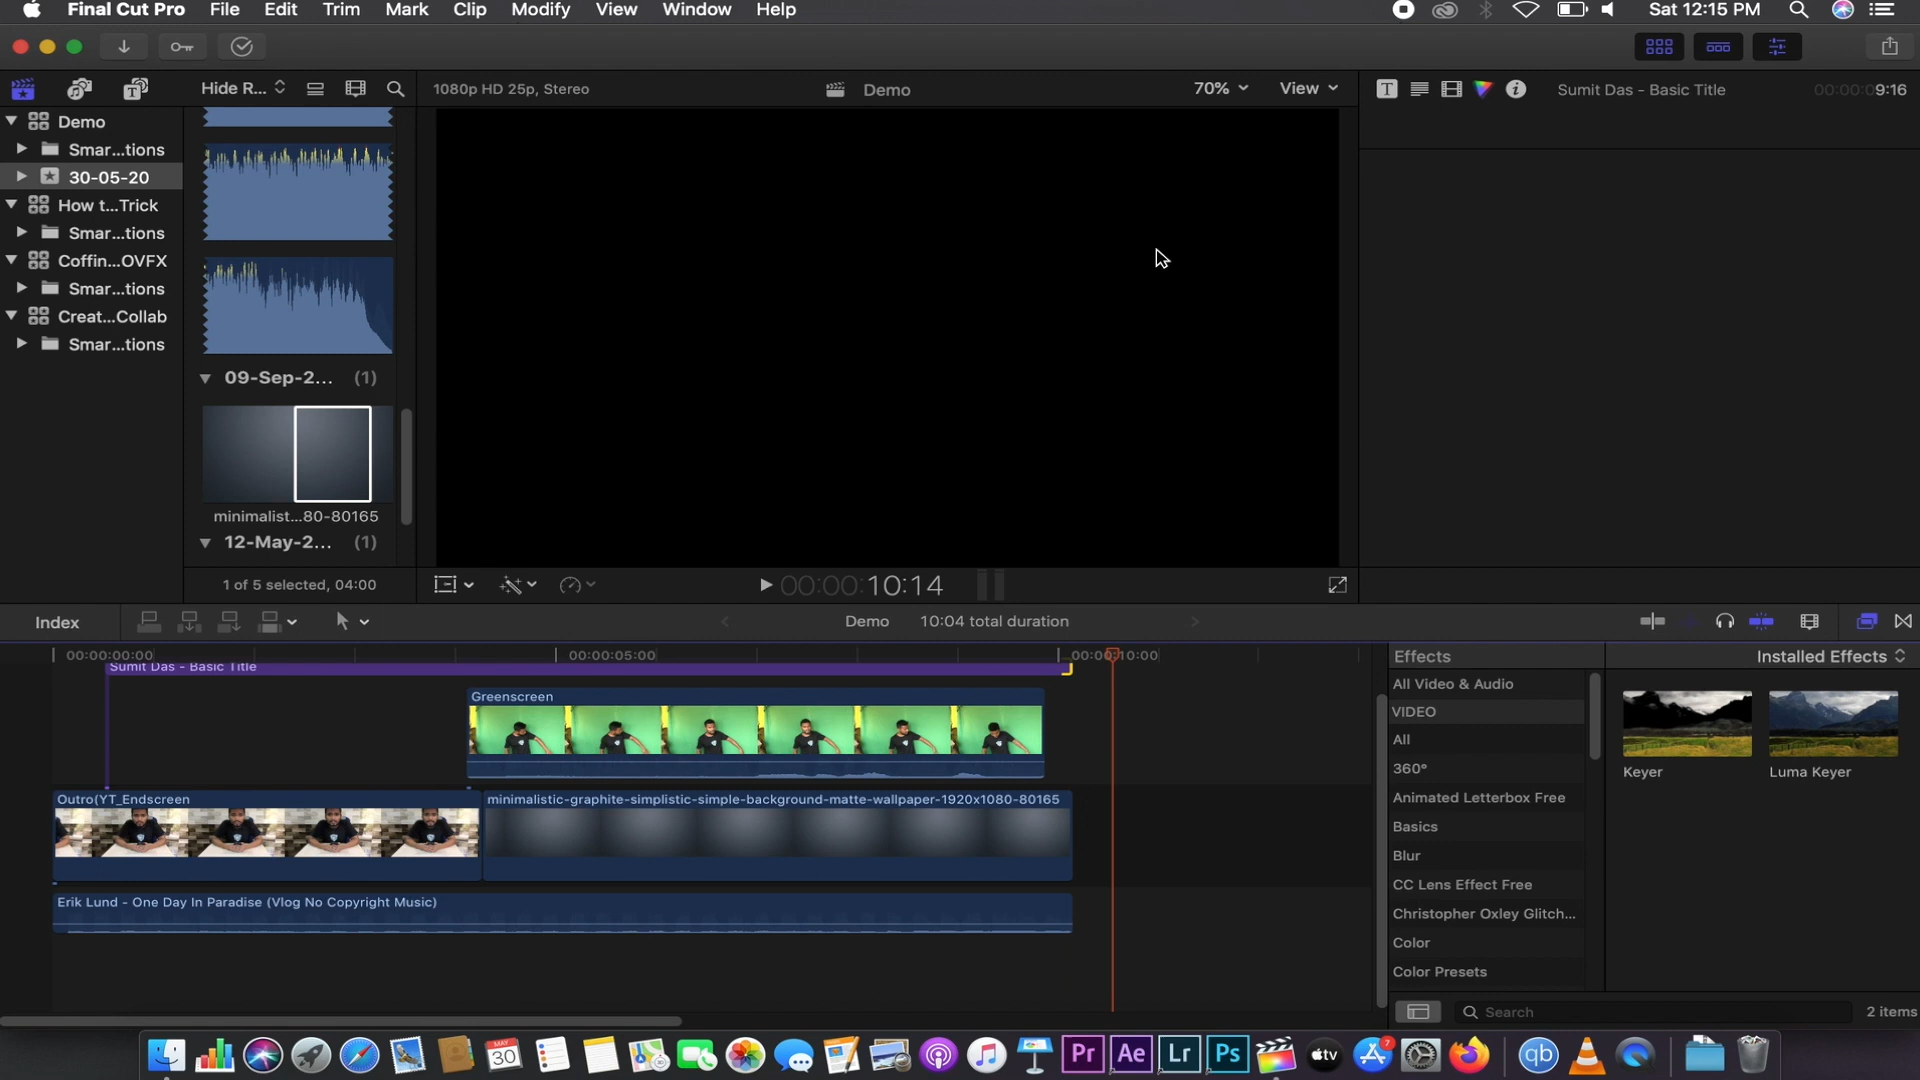 Final Cut Pro File Edit Trim Mark Clip Modify View Window Help Sat 12:15 PM
Hide R... 1080p HD 25p, Stereo Demo 70% View T Sumit Das - Basic Title 00:00:09:16
Demo
Smar...tions
30-05-20
How t...Trick
Smar...tions
Coffin...OVFX
Smar...tions
Creat...Collab
Smar...tions
09-Sep-2... (1)
minimalist...80-80165
12-May-2... (1)
1 of 5 selected, 04:00
00:00:10:14
Index Demo 10:04 total duration
00:00:00:00 00:00:05:00 00:00:10:00
Sumit Das - Basic Title
Greenscreen
Outro(YT_Endscreen minimalistic-graphite-simplistic-simple-background-matte-wallpaper-1920x1080-80165
Erik Lund - One Day In Paradise (Vlog No Copyright Music)
Effects Installed Effects
All Video & Audio
VIDEO
All
360°
Animated Letterbox Free
Basics
Blur
CC Lens Effect Free
Christopher Oxley Glitch...
Color
Color Presets
Keyer Luma Keyer
Search 2 items
MAY
30
Pr Ae Lr Ps tv 7 qb